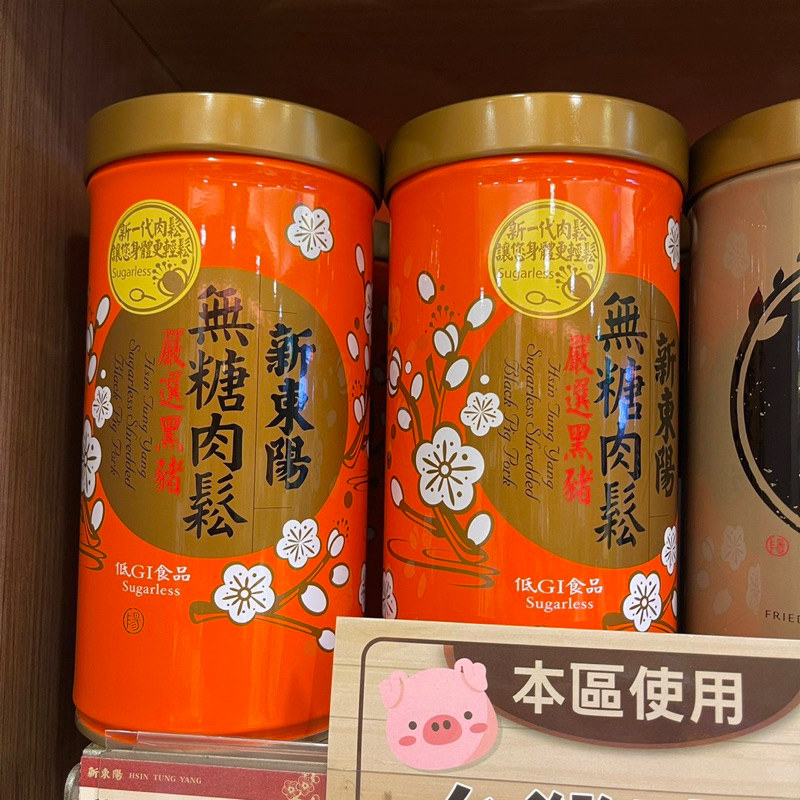 新一代肉鬆
讓您身體更輕鬆
Sugarless
新東陽
無糖肉鬆
嚴選黑豬
Hsin Tung Yang
Sugarless Shredded
Black Pig Pork
低GI食品
Sugarless
新一代肉鬆
讓您身體更輕鬆
Sugarless
新東陽
無糖肉鬆
嚴選黑豬
Hsin Tung Yang
Sugarless Shredded
Black Pig Pork
低GI食品
Sugarless
本區使用
新東陽 HSIN TUNG YANG